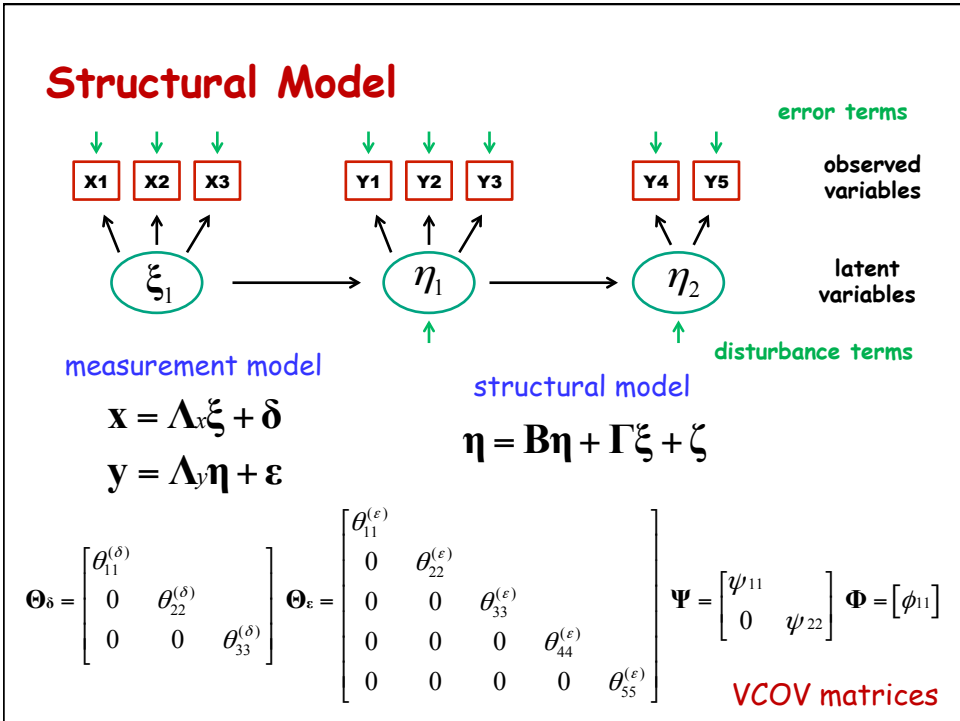 Structural Model
error terms
X1 X2 X3 Y1 Y2 Y3 Y4 Y5
observed
variables
ξ₁ η₁ η₂
latent
variables
disturbance terms
measurement model
structural model
x = Λxξ + δ
η = Βη + Γξ + ζ
y = Λyη + ε
Θδ = [θ₁₁^(δ)
0 θ₂₂^(δ)
0 0 θ₃₃^(δ)]
Θε = [θ₁₁^(ε)
0 θ₂₂^(ε)
0 0 θ₃₃^(ε)
0 0 0 θ₄₄^(ε)
0 0 0 0 θ₅₅^(ε)]
Ψ = [ψ₁₁
0 ψ₂₂]
Φ = [ϕ₁₁]
VCOV matrices